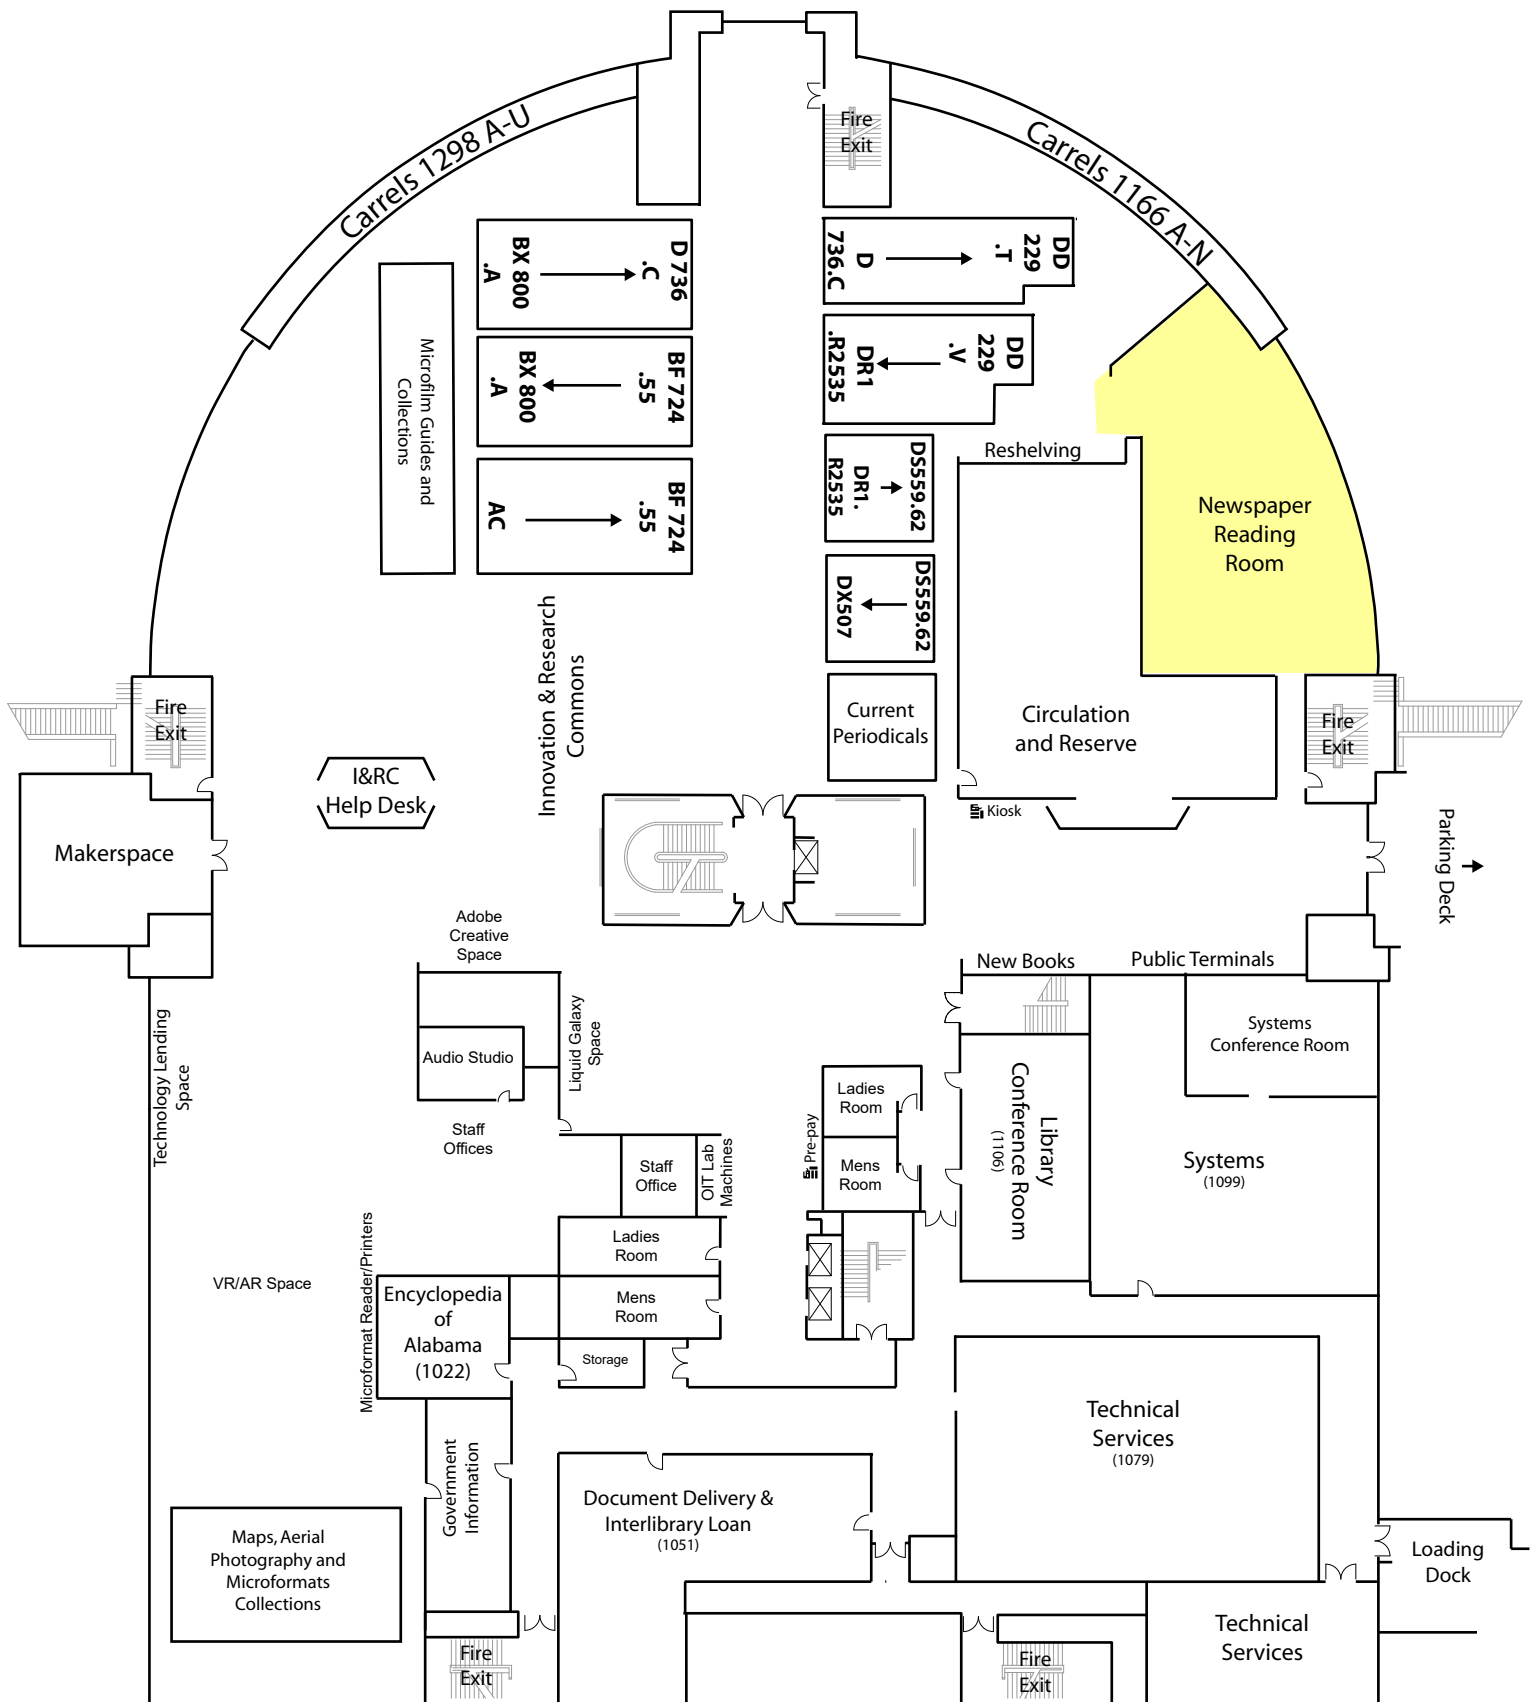 Carrels 1298 A-U
Fire
Exit
Carrels 1166 A-N
D 736
.C
BX 800
.A
DD
229
.T
D
736.C
Microfilm Guides and
Collections
BF 724
.55
BX 800
.A
DD
229
.V
DR1
.R2535
BF 724
.55
AC
DS559.62
DR1.
R2535
Reshelving
Newspaper
Reading
Room
DS559.62
DX507
Innovation & Research
Commons
Current
Periodicals
Circulation
and Reserve
Fire
Exit
Fire
Exit
I&RC
Help Desk
Kiosk
Makerspace
Parking Deck
Adobe
Creative
Space
New Books
Public Terminals
Technology Lending
Space
Audio Studio
Liquid Galaxy
Space
Systems
Conference Room
Staff
Offices
Ladies
Room
Library
Conference Room
(1106)
Pre-pay
Mens
Room
Staff
Office
OIT Lab
Machines
Systems
(1099)
Ladies
Room
Microformat Reader/Printers
VR/AR Space
Encyclopedia
of
Alabama
(1022)
Mens
Room
Storage
Technical
Services
(1079)
Government
Information
Document Delivery &
Interlibrary Loan
(1051)
Maps, Aerial
Photography and
Microformats
Collections
Loading
Dock
Technical
Services
Fire
Exit
Fire
Exit